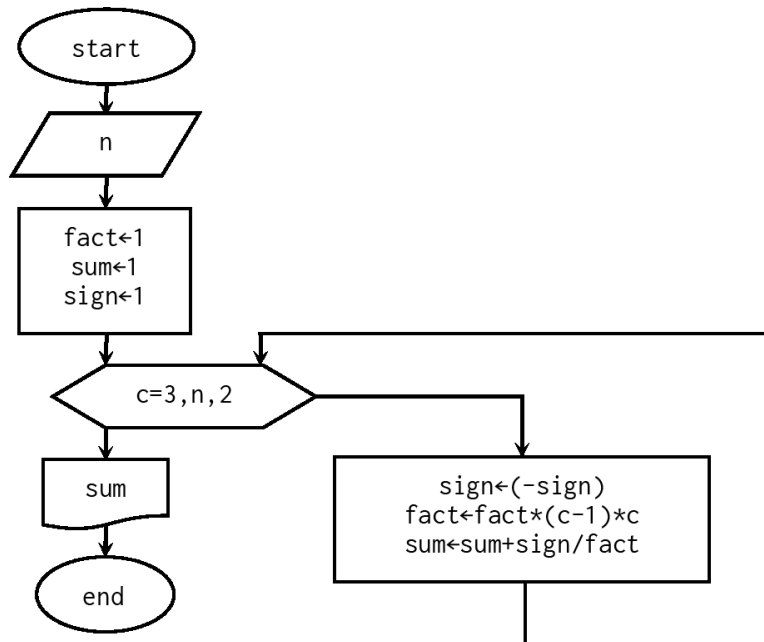 start
n
fact←1
sum←1
sign←1
c=3,n,2
sum
end
sign←(-sign)
fact←fact*(c-1)*c
sum←sum+sign/fact